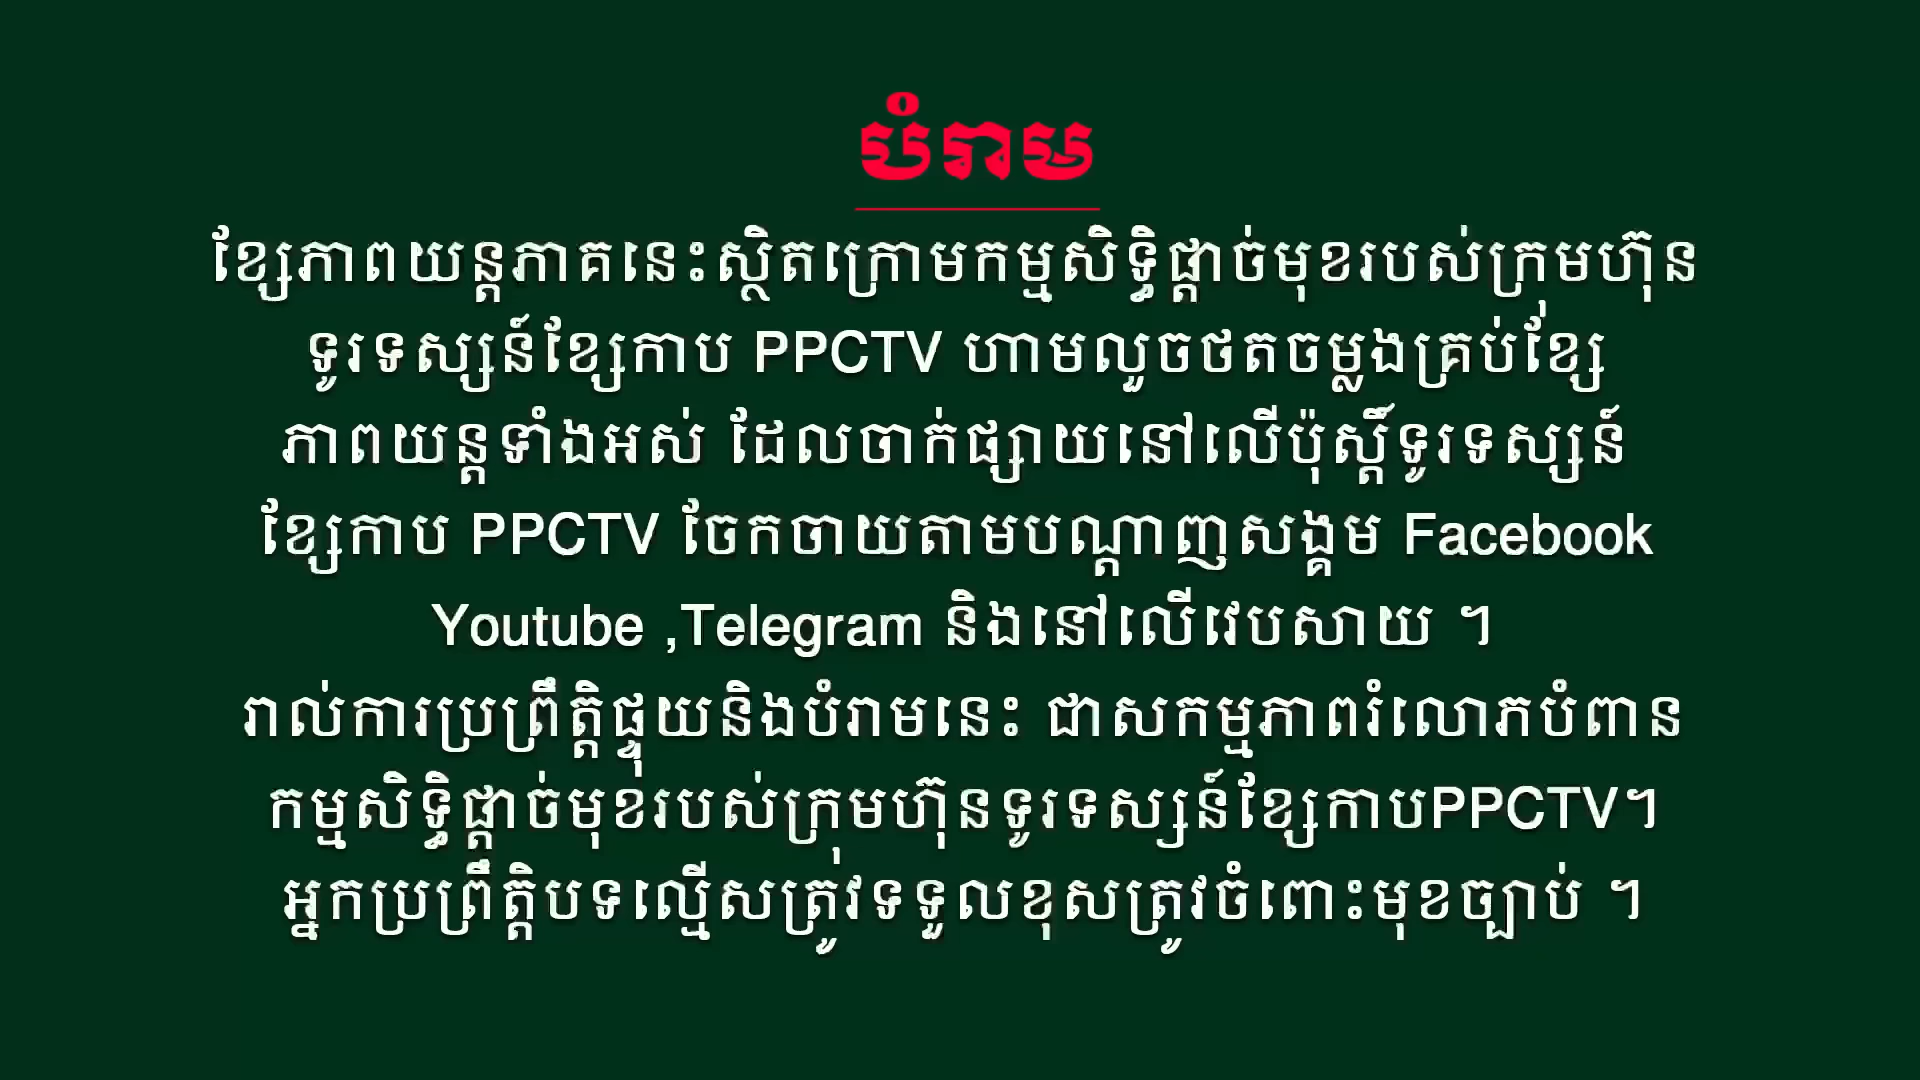 បំរាម
ខ្សែភាពយន្តភាគនេះស្ថិតក្រោមកម្មសិទ្ធិផ្តាច់មុខរបស់ក្រុមហ៊ុន
ទូរទស្សន៍ខ្សែកាប PPCTV ហាមលួចថតចម្លងគ្រប់ខ្សែ
ភាពយន្តទាំងអស់ ដែលចាក់ផ្សាយនៅលើប៉ុស្តិ៍ទូរទស្សន៍
ខ្សែកាប PPCTV ចែកចាយតាមបណ្តាញសង្គម Facebook
Youtube ,Telegram និងនៅលើវេបសាយ ។
រាល់ការប្រព្រឹត្តិផ្ទុយនិងបំរាមនេះ ជាសកម្មភាពរំលោភបំពាន
កម្មសិទ្ធិផ្តាច់មុខរបស់ក្រុមហ៊ុនទូរទស្សន៍ខ្សែកាបPPCTV។
អ្នកប្រព្រឹត្តិបទល្មើសត្រូវទទួលខុសត្រូវចំពោះមុខច្បាប់ ។